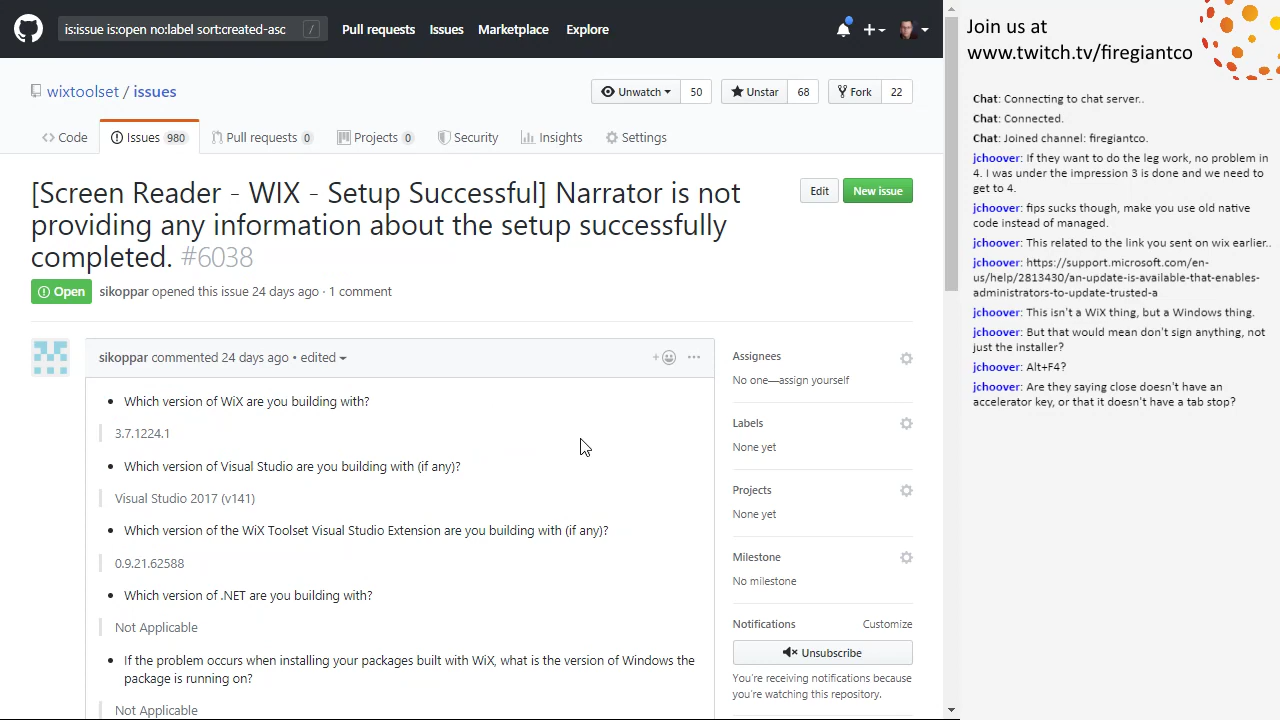 is:issue is:open no:label sort:created-asc /
Pull requests Issues Marketplace Explore
wixtoolset / issues
Unwatch 50 Unstar 68 Fork 22
Code Issues 980 Pull requests 0 Projects 0 Security Insights Settings
[Screen Reader - WIX - Setup Successful] Narrator is not
providing any information about the setup successfully
completed. #6038
Edit New issue
Open sikoppar opened this issue 24 days ago · 1 comment
sikoppar commented 24 days ago • edited
• Which version of WiX are you building with?
3.7.1224.1
• Which version of Visual Studio are you building with (if any)?
Visual Studio 2017 (v141)
• Which version of the WiX Toolset Visual Studio Extension are you building with (if any)?
0.9.21.62588
• Which version of .NET are you building with?
Not Applicable
• If the problem occurs when installing your packages built with WiX, what is the version of Windows the
package is running on?
Not Applicable
Assignees
No one—assign yourself
Labels
None yet
Projects
None yet
Milestone
No milestone
Notifications Customize
Unsubscribe
You're receiving notifications because
you're watching this repository.
Join us at
www.twitch.tv/firegiantco
Chat: Connecting to chat server..
Chat: Connected.
Chat: Joined channel: firegiantco.
jchoover: If they want to do the leg work, no problem in
4. I was under the impression 3 is done and we need to
get to 4.
jchoover: fips sucks though, make you use old native
code instead of managed.
jchoover: This related to the link you sent on wix earlier..
jchoover: https://support.microsoft.com/en-
us/help/2813430/an-update-is-available-that-enables-
administrators-to-update-trusted-a
jchoover: This isn't a WiX thing, but a Windows thing.
jchoover: But that would mean don't sign anything, not
just the installer?
jchoover: Alt+F4?
jchoover: Are they saying close doesn't have an
accelerator key, or that it doesn't have a tab stop?